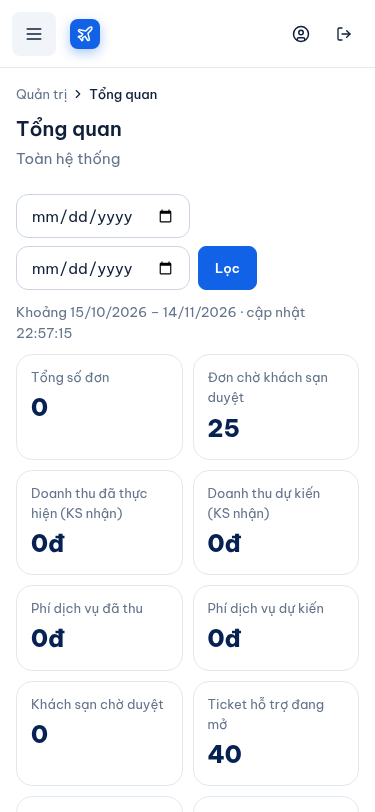 Quản trị > Tổng quan
Tổng quan
Toàn hệ thống
mm/dd/yyyy
mm/dd/yyyy
Lọc
Khoảng 15/10/2026 – 14/11/2026 · cập nhật
22:57:15
Tổng số đơn
0
Đơn chờ khách sạn
duyệt
25
Doanh thu đã thực
hiện (KS nhận)
0đ
Doanh thu dự kiến
(KS nhận)
0đ
Phí dịch vụ đã thu
0đ
Phí dịch vụ dự kiến
0đ
Khách sạn chờ duyệt
0
Ticket hỗ trợ đang
mở
40